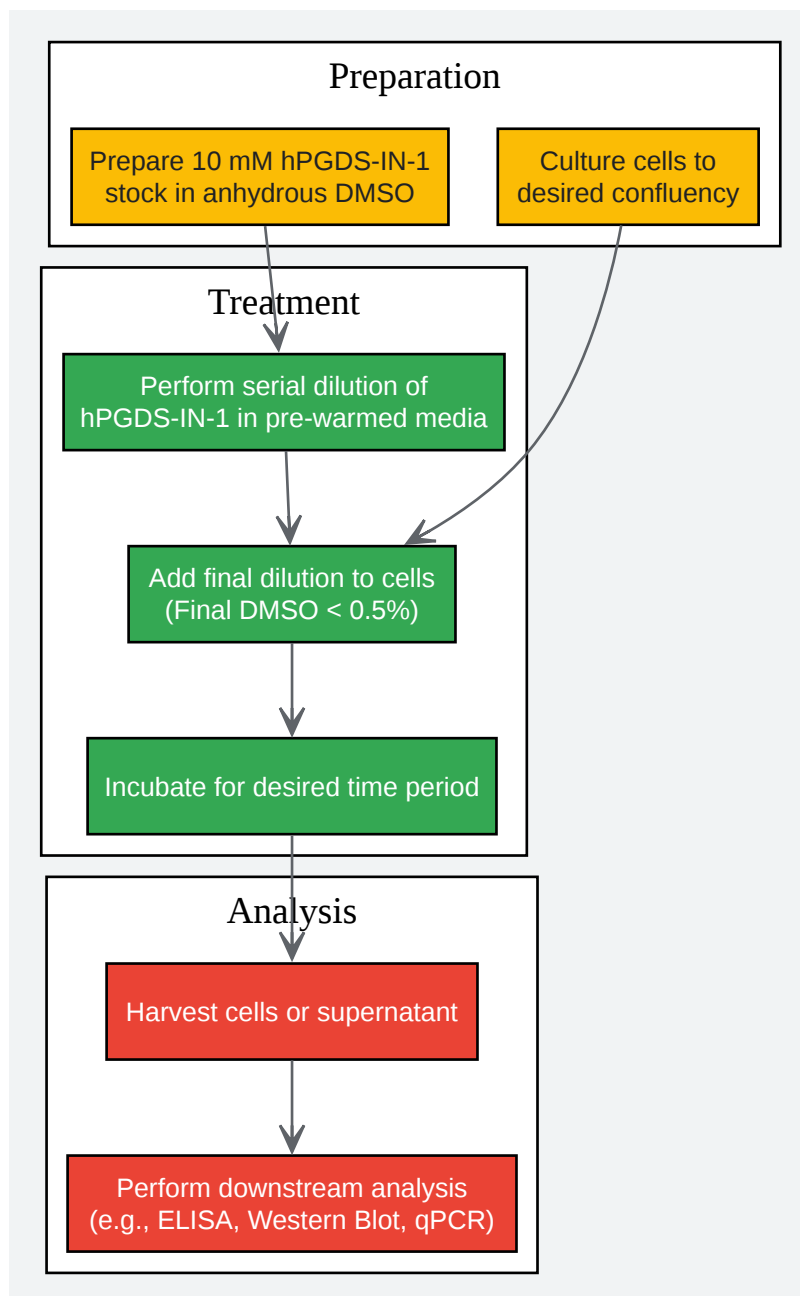 Preparation
Prepare 10 mM hPGDS-IN-1
stock in anhydrous DMSO
Culture cells to
desired confluency
Treatment
Perform serial dilution of
hPGDS-IN-1 in pre-warmed media
Add final dilution to cells
(Final DMSO < 0.5%)
Incubate for desired time period
Analysis
Harvest cells or supernatant
Perform downstream analysis
(e.g., ELISA, Western Blot, qPCR)